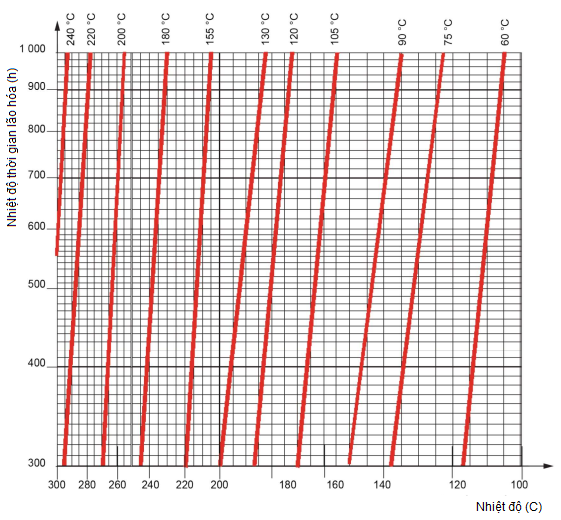 240 °C 220 °C 200 °C 180 °C 155 °C 130 °C 120 °C 105 °C 90 °C 75 °C 60 °C
Nhiệt độ thời gian lão hóa (h)
1 000
900
800
700
600
500
400
300
300 280 260 240 220 200 180 160 140 120 100
Nhiệt độ (C)